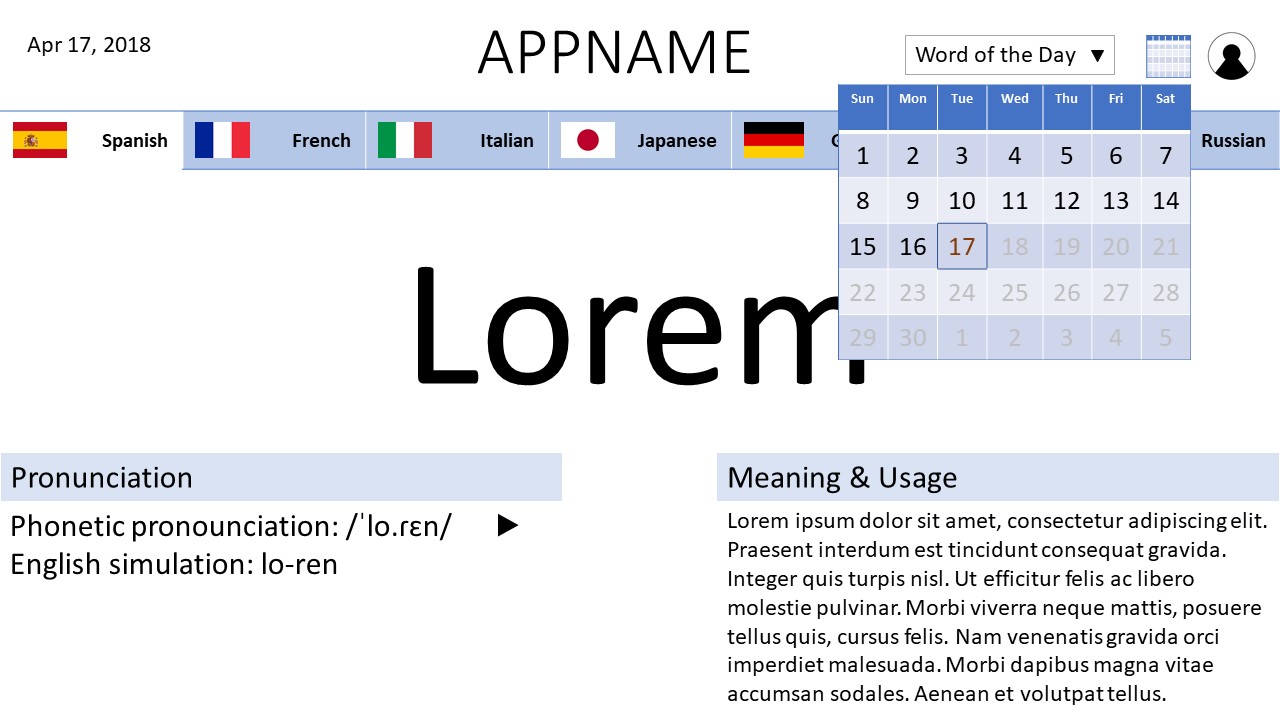 Apr 17, 2018
APPNAME
Word of the Day ▼
Spanish
French
Italian
Japanese
G
Russian
Sun Mon Tue Wed Thu Fri Sat
1 2 3 4 5 6 7
8 9 10 11 12 13 14
15 16 17 18 19 20 21
22 23 24 25 26 27 28
29 30 1 2 3 4 5
Lorem
Pronunciation
Phonetic pronounciation: /ˈlo.ɾɛn/
English simulation: lo-ren
Meaning & Usage
Lorem ipsum dolor sit amet, consectetur adipiscing elit.
Praesent interdum est tincidunt consequat gravida.
Integer quis turpis nisl. Ut efficitur felis ac libero
molestie pulvinar. Morbi viverra neque mattis, posuere
tellus quis, cursus felis. Nam venenatis gravida orci
imperdiet malesuada. Morbi dapibus magna vitae
accumsan sodales. Aenean et volutpat tellus.